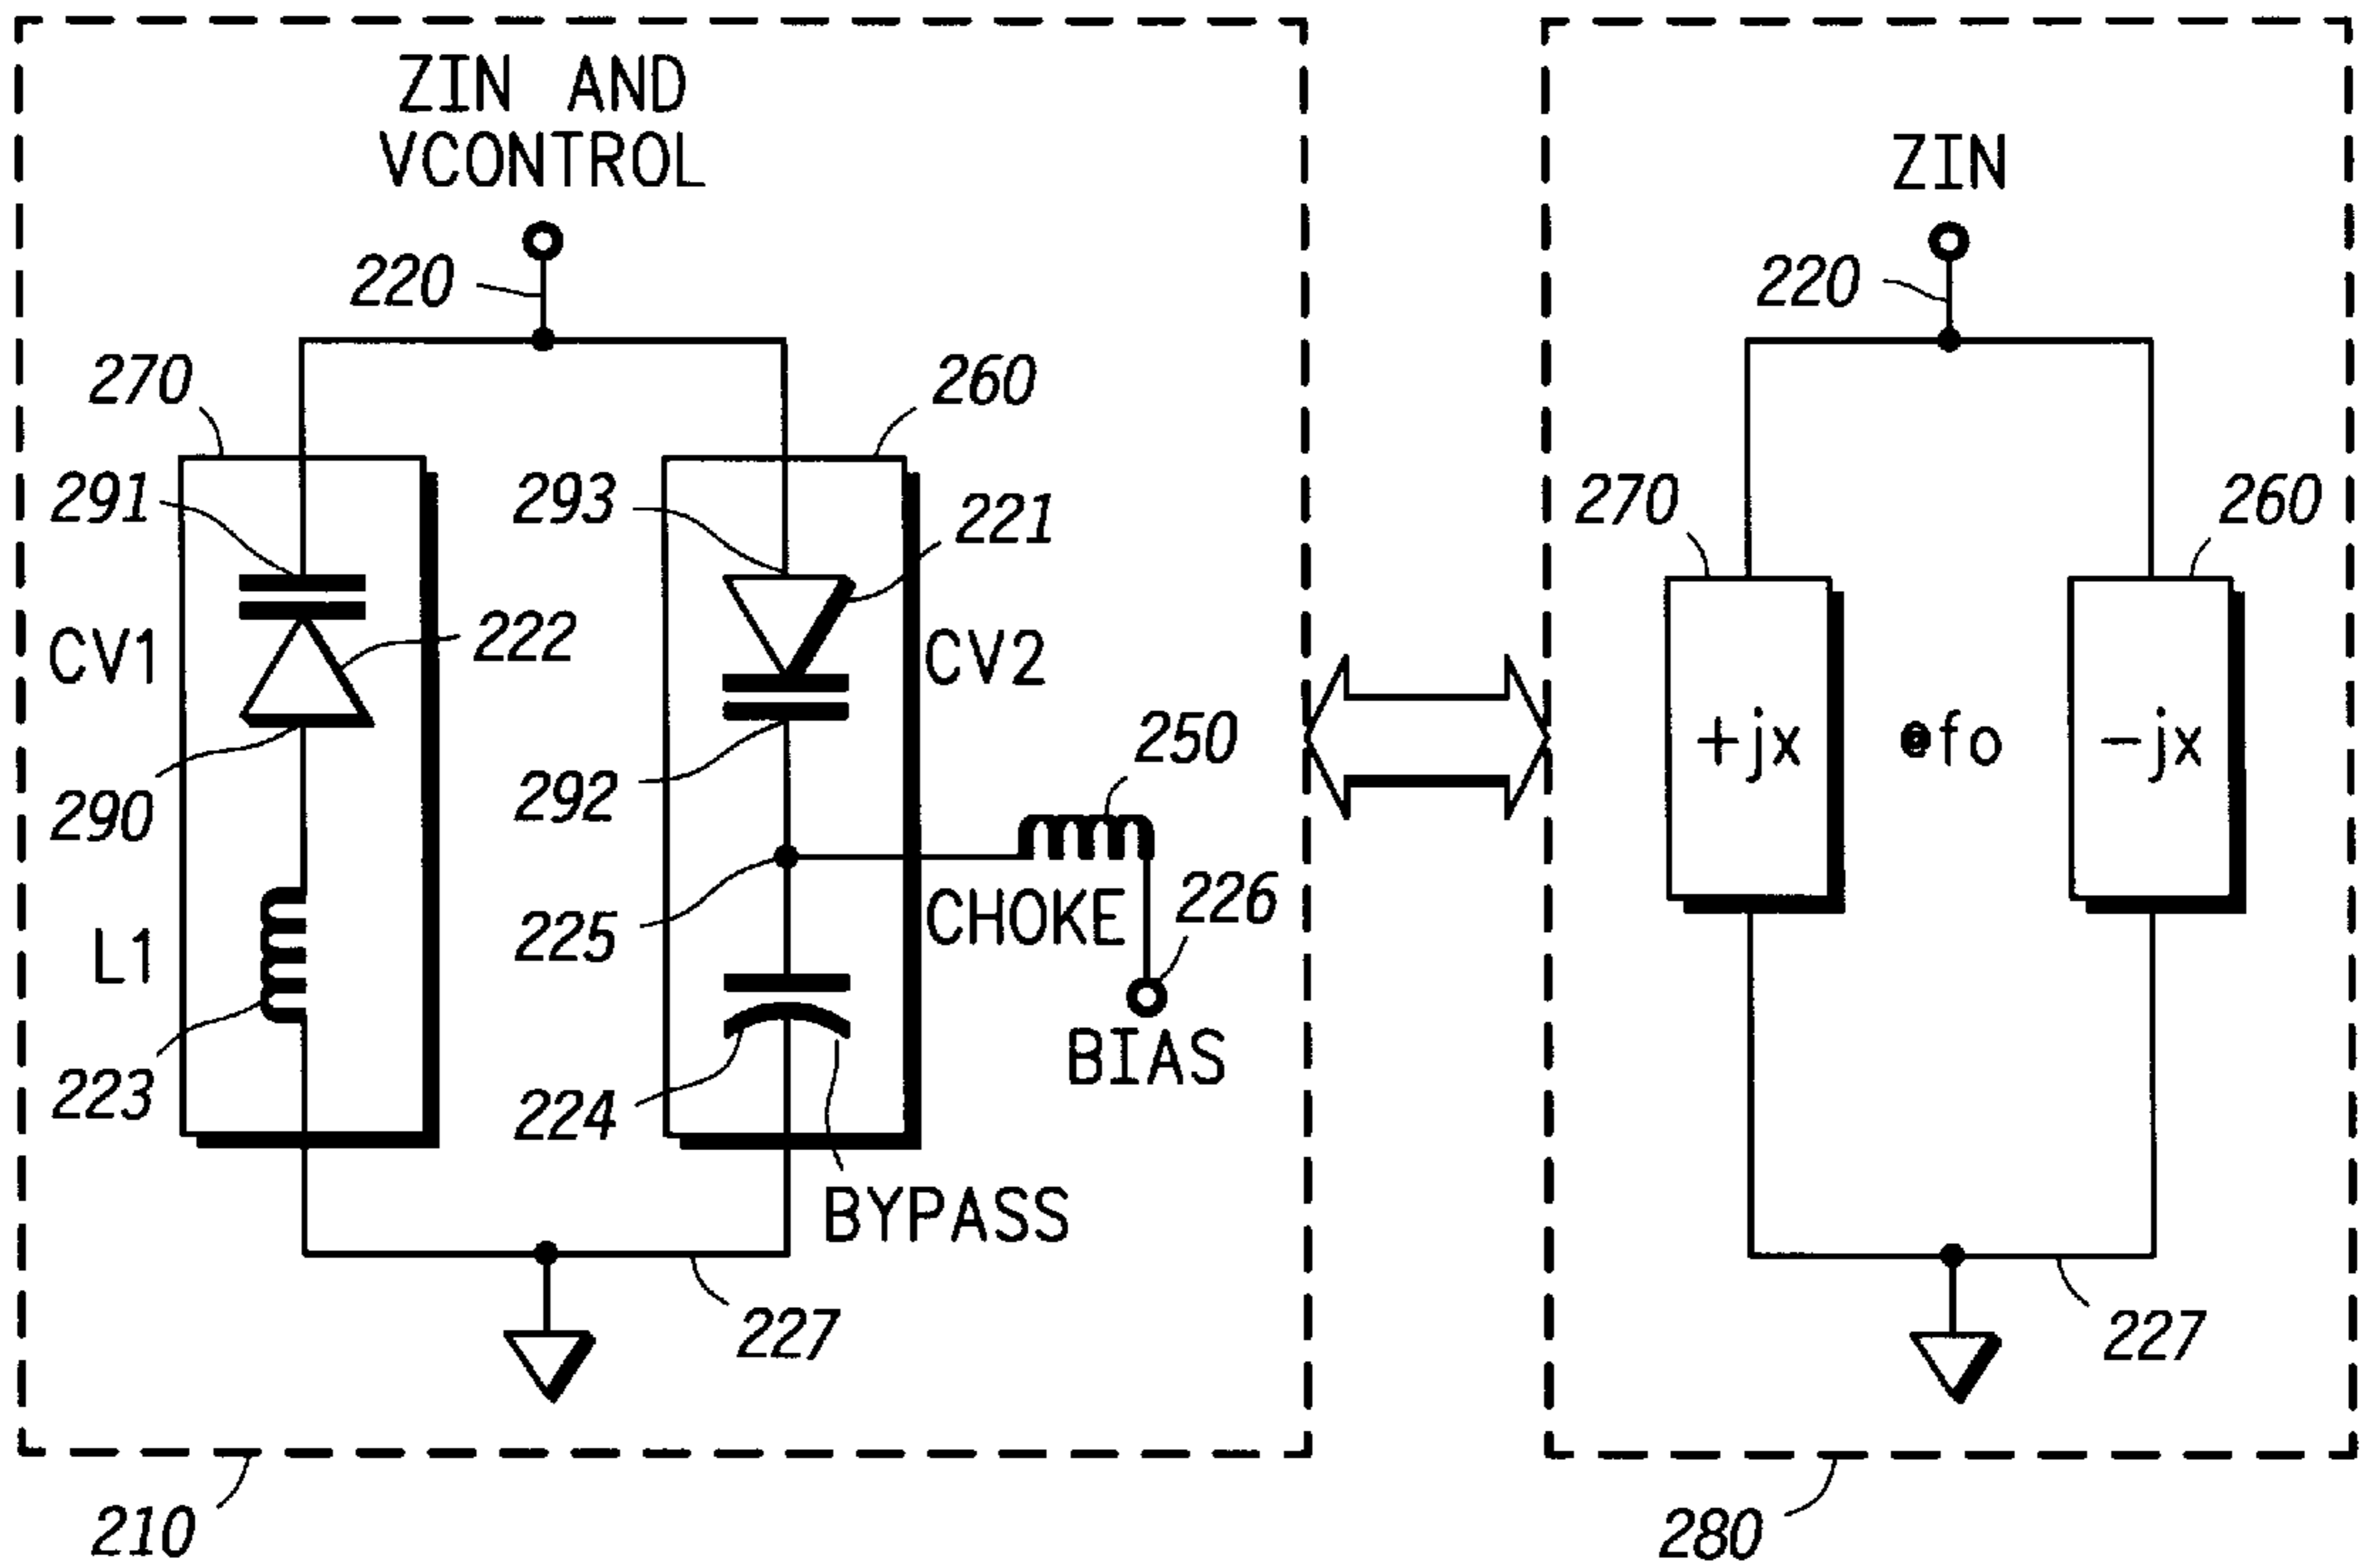 ZIN AND
VCONTROL
220
270
260
291
293
221
CV1
222
CV2
290
292
250
225
CHOKE
226
L1
BIAS
223
224
BYPASS
227
210
ZIN
220
270
260
+jx
@fo
-jx
227
280